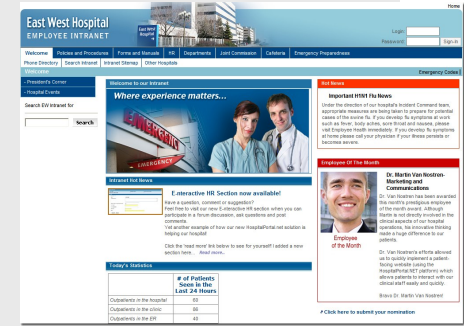 Home
East West Hospital
EMPLOYEE INTRANET
East West Hospital
Login:
Password:
Sign-In
Welcome Policies and Procedures Forms and Manuals HR Departments Joint Commission Cafeteria Emergency Preparedness
Phone Directory Search Intranet Intranet Sitemap Other Hospitals
Welcome
Emergency Codes
- President's Corner
- Hospital Events
Search EW Intranet for
Search
Welcome to our Intranet
Where experience matters...
EMERGENCY
Intranet Hot News
E-nteractive HR Section now available!
Have a question, comment or suggestion?
Feel free to visit our new E-nteractive HR section when you can
participate in a forum discussion, ask questions and post
comments.
Yet another example of how our new HospitalPortal.net solution is
helping our hospital!
Click the 'read more' link below to see for yourself! I added a new
section here... Read more..
Today's Statistics
# of Patients
Seen in the
Last 24 Hours
Outpatients in the hospital 60
Outpatients in the clinic 56
Outpatients in the ER 40
Hot News
Important H1N1 Flu News
Under the direction of our hospital's Incident Command team,
appropriate measures are being taken to prepare for potential
cases of the swine flu. If you develop flu symptoms at work
such as fever, body aches, sore throat and nausea, please
visit Employee Health immediately. If you develop flu symptoms
at home please call your physician if your illness persists or
becomes severe.
Employee Of The Month
Employee
of the Month
Dr. Martin Van Nostren-
Marketing and
Communications
Dr. Van Nostren has been awarded
this month's prestigious employee
of the month award. Although
Martin is not directly involved in the
clinical aspects of our hospital
operations, his innovative thinking
made a huge difference to our
patients.
Dr. Van Nostren's efforts allowed
us to quickly implement a patient-
facing website (using the
HospitalPortal.NET platform) which
allows patients to interact with our
clinical staff easily and quickly.
Bravo Dr. Martin Van Nostren!
Click here to submit your nomination